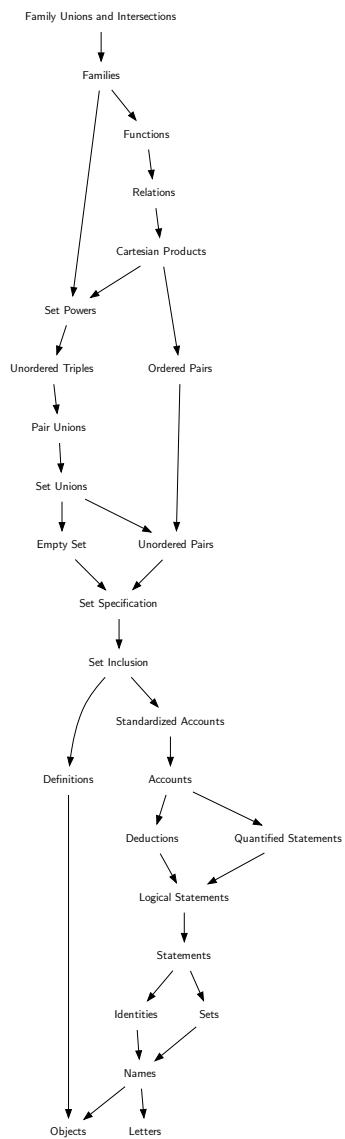 Family Unions and Intersections
Families
Functions
Relations
Cartesian Products
Set Powers
Unordered Triples
Ordered Pairs
Pair Unions
Set Unions
Empty Set
Unordered Pairs
Set Specification
Set Inclusion
Standardized Accounts
Definitions
Accounts
Deductions
Quantified Statements
Logical Statements
Statements
Identities
Sets
Names
Objects
Letters